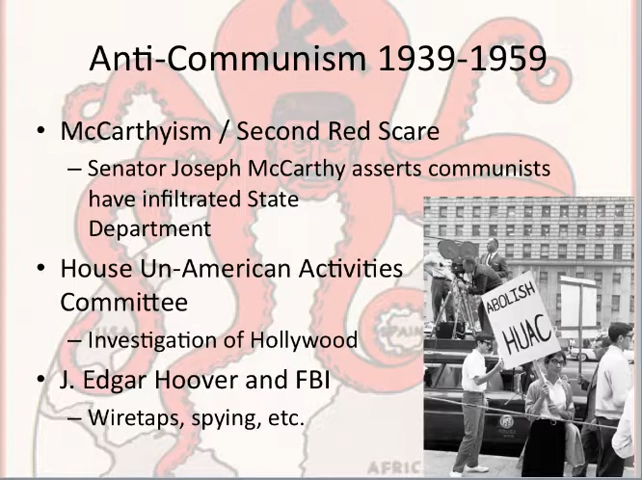 Anti-Communism 1939-1959
• McCarthyism / Second Red Scare
– Senator Joseph McCarthy asserts communists
have infiltrated State
Department
• House Un-American Activities
Committee
– Investigation of Hollywood
• J. Edgar Hoover and FBI
– Wiretaps, spying, etc.
ABOLISH
HUAC
U.S.A.
SPAIN
AFRIC